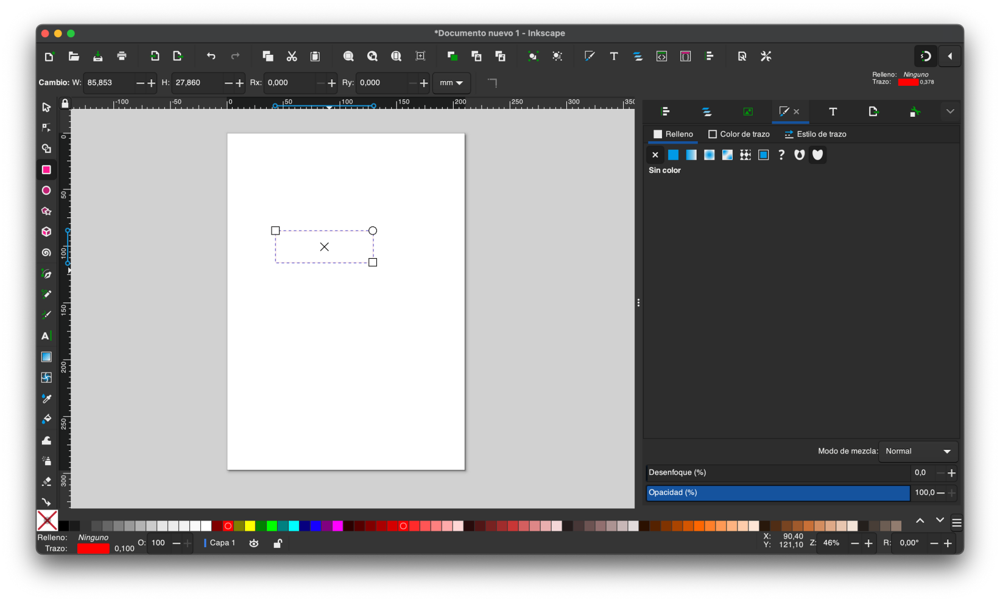 *Documento nuevo 1 - Inkscape
Cambio: W: 85,853 H: 27,860 Rx: 0,000 Ry: 0,000 mm
Relleno: Ninguno
Trazo: 0,378
-100 -50 0 50 100 150 200 250 300 350
0
50
100
150
200
250
300
Relleno Color de trazo Estilo de trazo
?
Sin color
Modo de mezcla: Normal
Desenfoque (%) 0,0
Opacidad (%) 100,0
Relleno: Ninguno
Trazo: 0,100
O: 100
Capa 1
X: 90,40
Y: 121,10
Z: 46%
R: 0,00°